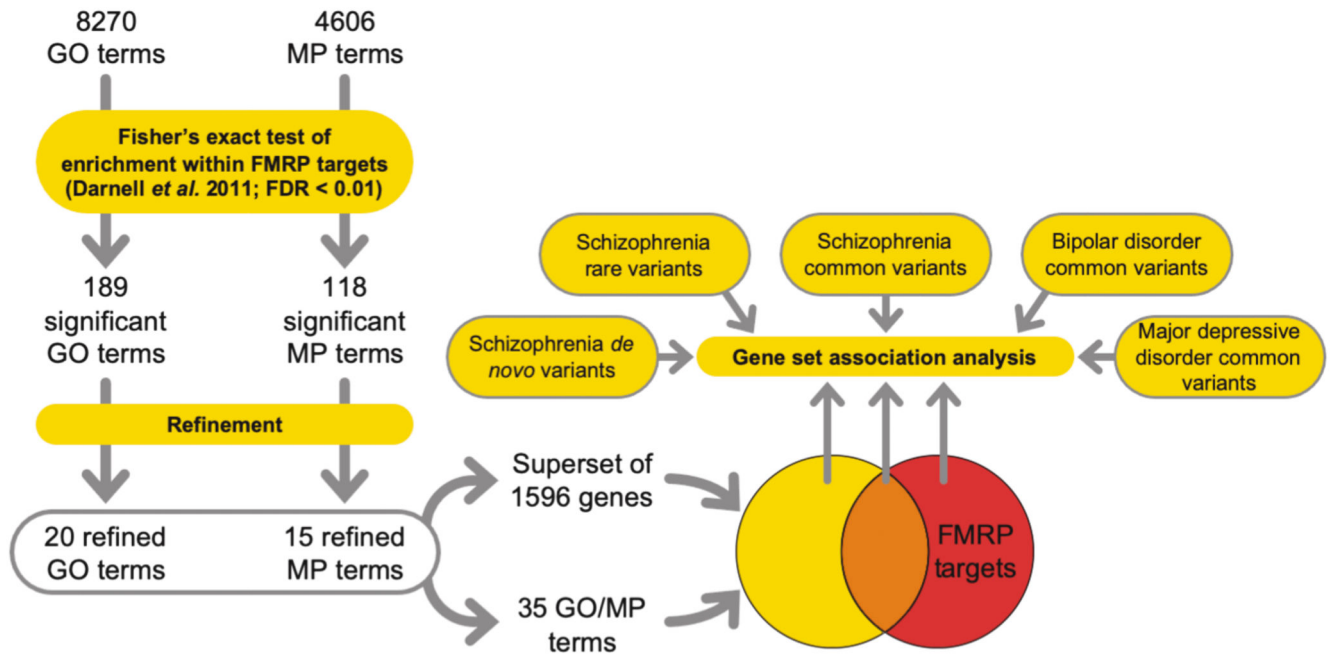 8270
GO terms
4606
MP terms
Fisher's exact test of
enrichment within FMRP targets
(Darnell et al. 2011; FDR < 0.01)
189
significant
GO terms
118
significant
MP terms
Refinement
20 refined
GO terms
15 refined
MP terms
Superset of
1596 genes
35 GO/MP
terms
Schizophrenia
rare variants
Schizophrenia
common variants
Bipolar disorder
common variants
Schizophrenia de
novo variants
Gene set association analysis
Major depressive
disorder common
variants
FMRP
targets